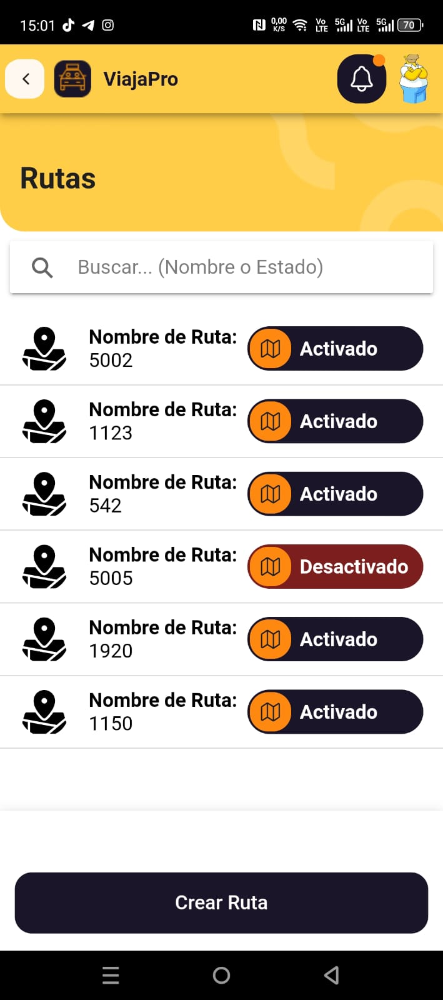 15:01
0,00 K/S Vo LTE 5G Vo LTE 5G 70
ViajaPro
Rutas
Buscar... (Nombre o Estado)
Nombre de Ruta:
5002
Activado
Nombre de Ruta:
1123
Activado
Nombre de Ruta:
542
Activado
Nombre de Ruta:
5005
Desactivado
Nombre de Ruta:
1920
Activado
Nombre de Ruta:
1150
Activado
Crear Ruta